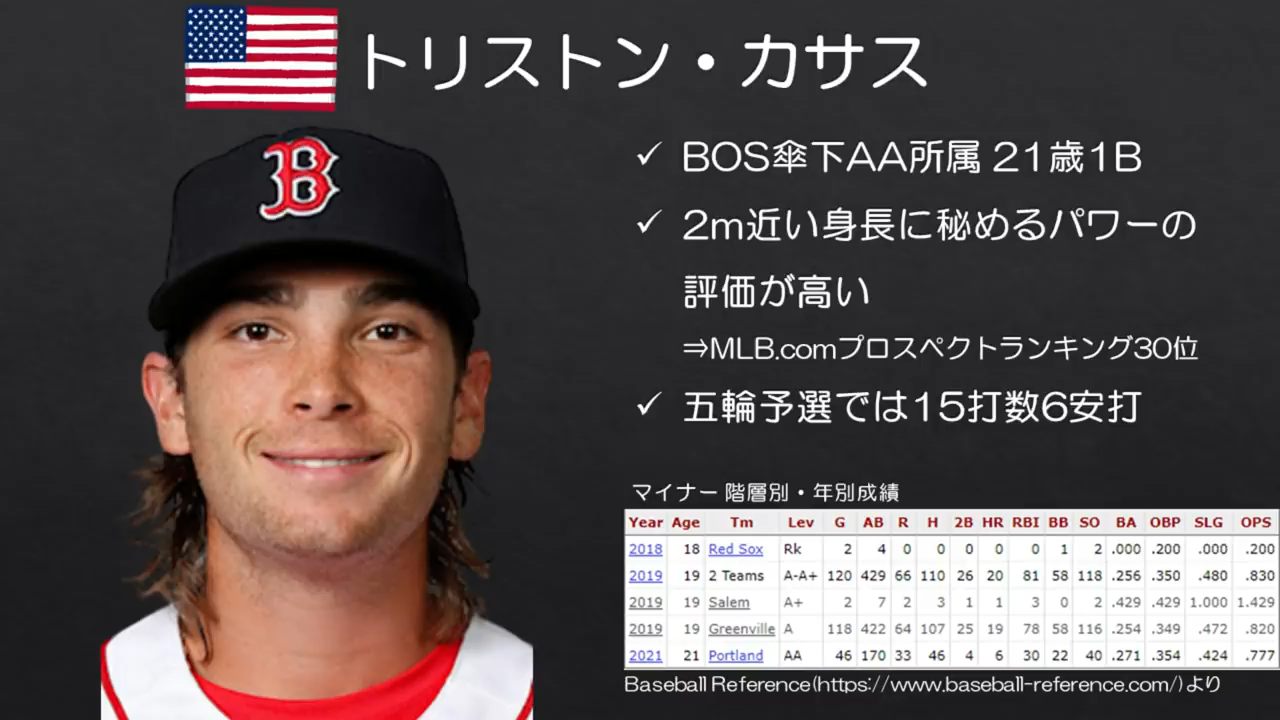 トリストン・カサス
B
✓ BOS傘下AA所属 21歳1B
✓ 2m近い身長に秘めるパワーの
評価が高い
⇒MLB.comプロスペクトランキング30位
✓ 五輪予選では15打数6安打
マイナー 階層別・年別成績
Year Age Tm Lev G AB R H 2B HR RBI BB SO BA OBP SLG OPS
2018 18 Red Sox Rk 2 4 0 0 0 0 0 1 2 .000 .200 .000 .200
2019 19 2 Teams A-A+ 120 429 66 110 26 20 81 58 118 .256 .350 .480 .830
2019 19 Salem A+ 2 7 2 3 1 1 3 0 2 .429 .429 1.000 1.429
2019 19 Greenville A 118 422 64 107 25 19 78 58 116 .254 .349 .472 .820
2021 21 Portland AA 46 170 33 46 4 6 30 22 40 .271 .354 .424 .777
Baseball Reference(https://www.baseball-reference.com/)より